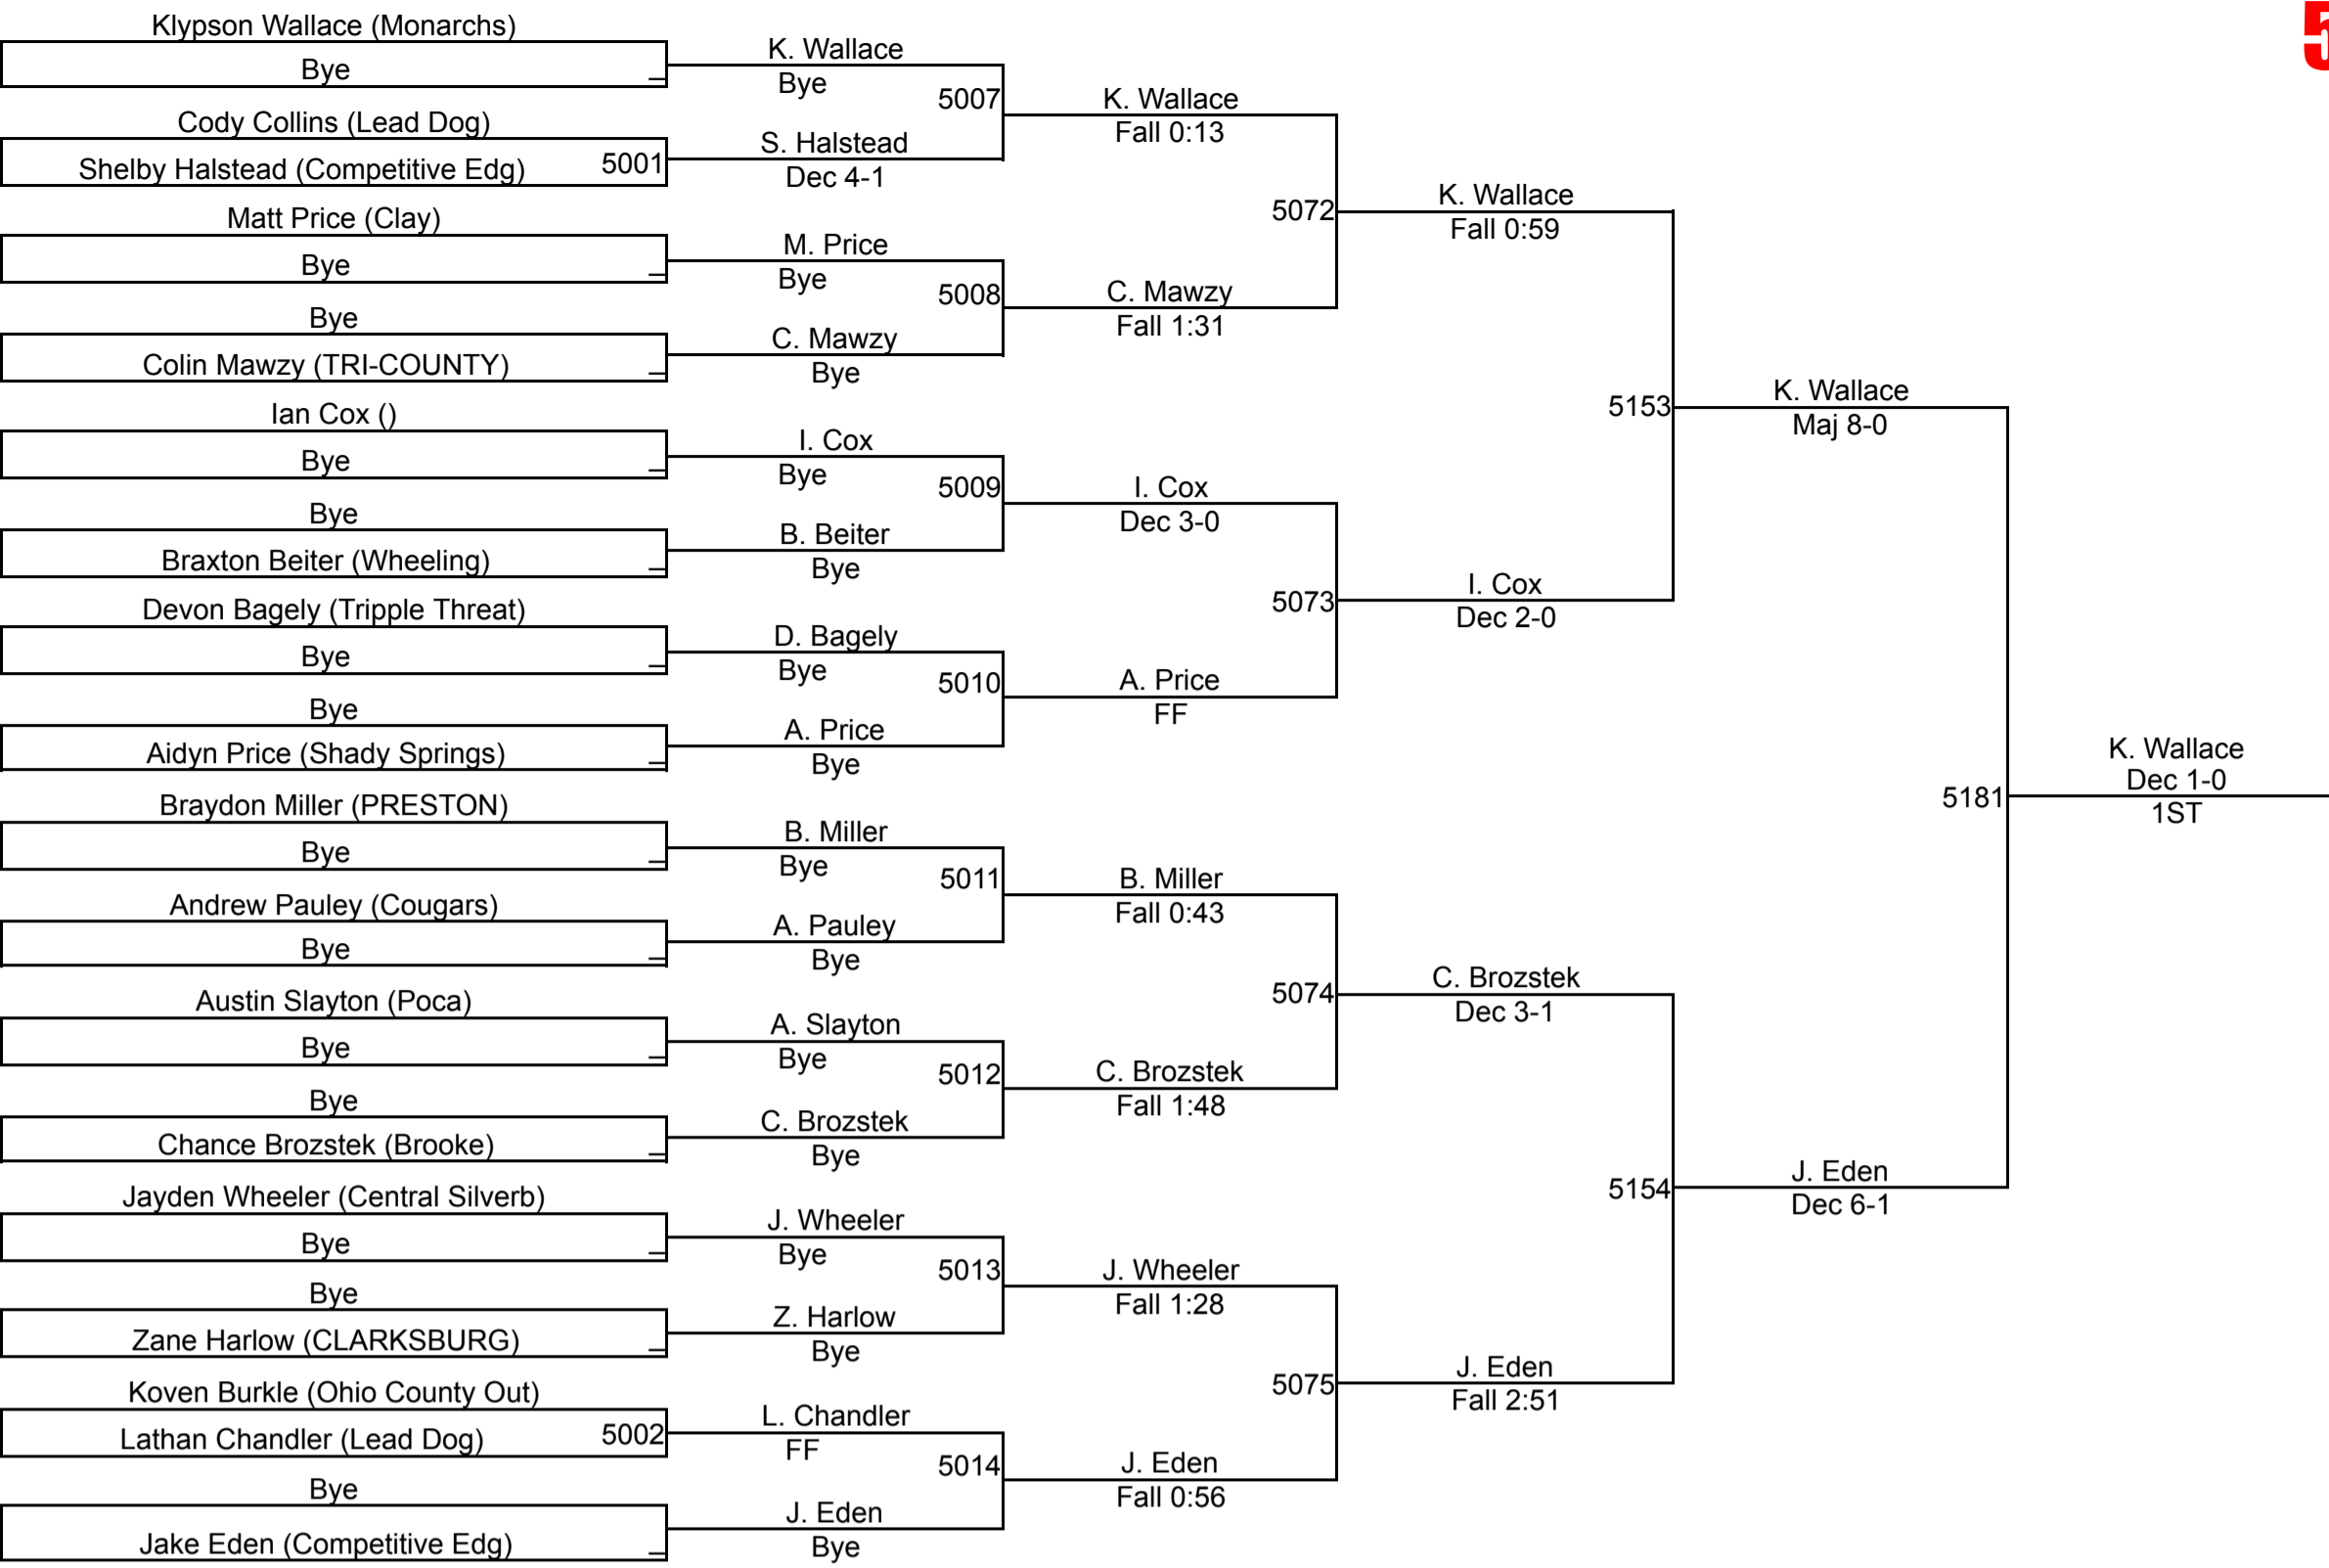 5
Klypson Wallace (Monarchs)
Bye
Cody Collins (Lead Dog)
Shelby Halstead (Competitive Edg) 5001
Matt Price (Clay)
Bye
Bye
Colin Mawzy (TRI-COUNTY)
Ian Cox ()
Bye
Bye
Braxton Beiter (Wheeling)
Devon Bagely (Tripple Threat)
Bye
Bye
Aidyn Price (Shady Springs)
Braydon Miller (PRESTON)
Bye
Andrew Pauley (Cougars)
Bye
Austin Slayton (Poca)
Bye
Bye
Chance Brozstek (Brooke)
Jayden Wheeler (Central Silverb)
Bye
Bye
Zane Harlow (CLARKSBURG)
Koven Burkle (Ohio County Out)
Lathan Chandler (Lead Dog) 5002
Bye
Jake Eden (Competitive Edg)
K. Wallace
Bye
5007
S. Halstead
Dec 4-1
M. Price
Bye
5008
C. Mawzy
Bye
I. Cox
Bye
5009
B. Beiter
Bye
D. Bagely
Bye
5010
A. Price
Bye
B. Miller
Bye
5011
A. Pauley
Bye
A. Slayton
Bye
5012
C. Brozstek
Bye
J. Wheeler
Bye
5013
Z. Harlow
Bye
L. Chandler
FF
5014
J. Eden
Bye
K. Wallace
Fall 0:13
5072
C. Mawzy
Fall 1:31
I. Cox
Dec 3-0
5073
A. Price
FF
B. Miller
Fall 0:43
5074
C. Brozstek
Fall 1:48
J. Wheeler
Fall 1:28
5075
J. Eden
Fall 0:56
K. Wallace
Fall 0:59
5153
I. Cox
Dec 2-0
C. Brozstek
Dec 3-1
5154
J. Eden
Fall 2:51
K. Wallace
Maj 8-0
5181
J. Eden
Dec 6-1
K. Wallace
Dec 1-0
1ST